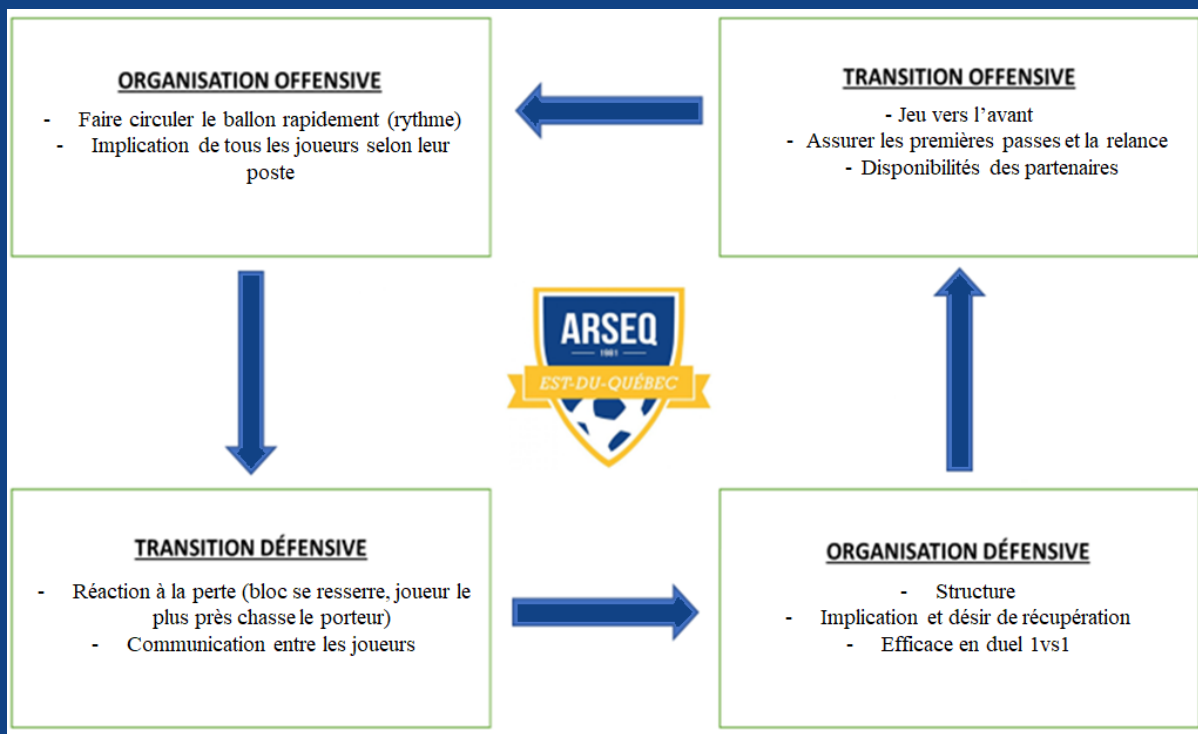 ORGANISATION OFFENSIVE
- Faire circuler le ballon rapidement (rythme)
- Implication de tous les joueurs selon leur
poste
TRANSITION OFFENSIVE
- Jeu vers l’avant
- Assurer les premières passes et la relance
- Disponibilités des partenaires
ARSEQ
1981
EST-DU-QUÉBEC
TRANSITION DÉFENSIVE
- Réaction à la perte (bloc se resserre, joueur le
plus près chasse le porteur)
- Communication entre les joueurs
ORGANISATION DÉFENSIVE
- Structure
- Implication et désir de récupération
- Efficace en duel 1vs1